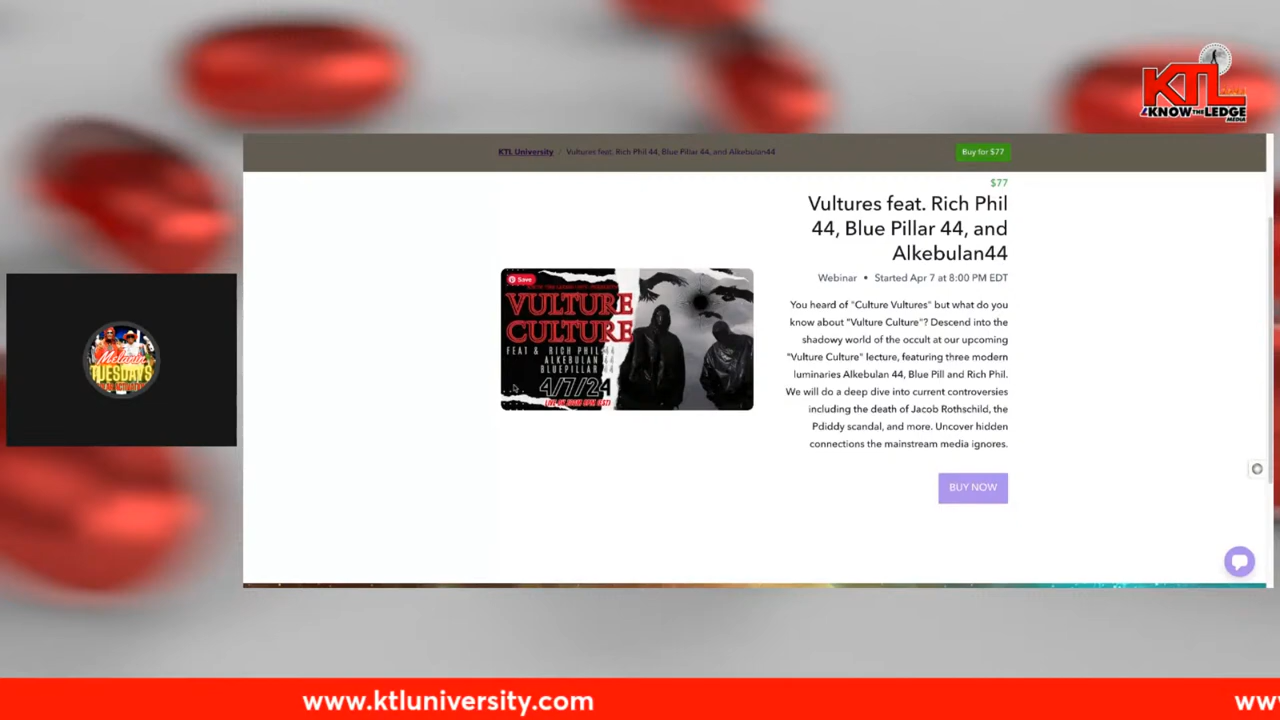 KTL
KNOW THE LEDGE
MEDIA
KTL University / Vultures feat. Rich Phil 44, Blue Pillar 44, and Alkebulan44
Buy for $77
$77
Vultures feat. Rich Phil
44, Blue Pillar 44, and
Alkebulan44
Webinar • Started Apr 7 at 8:00 PM EDT
You heard of "Culture Vultures" but what do you
know about "Vulture Culture"? Descend into the
shadowy world of the occult at our upcoming
"Vulture Culture" lecture, featuring three modern
luminaries Alkebulan 44, Blue Pill and Rich Phil.
We will do a deep dive into current controversies
including the death of Jacob Rothschild, the
Pdiddy scandal, and more. Uncover hidden
connections the mainstream media ignores.
BUY NOW
Save
VULTURE
CULTURE
FEAT & RICH PHIL 44
ALKEBULAN 44
BLUEPILLAR 44
4/7/24
Melanin
TUESDAYS
www.ktluniversity.com
ww